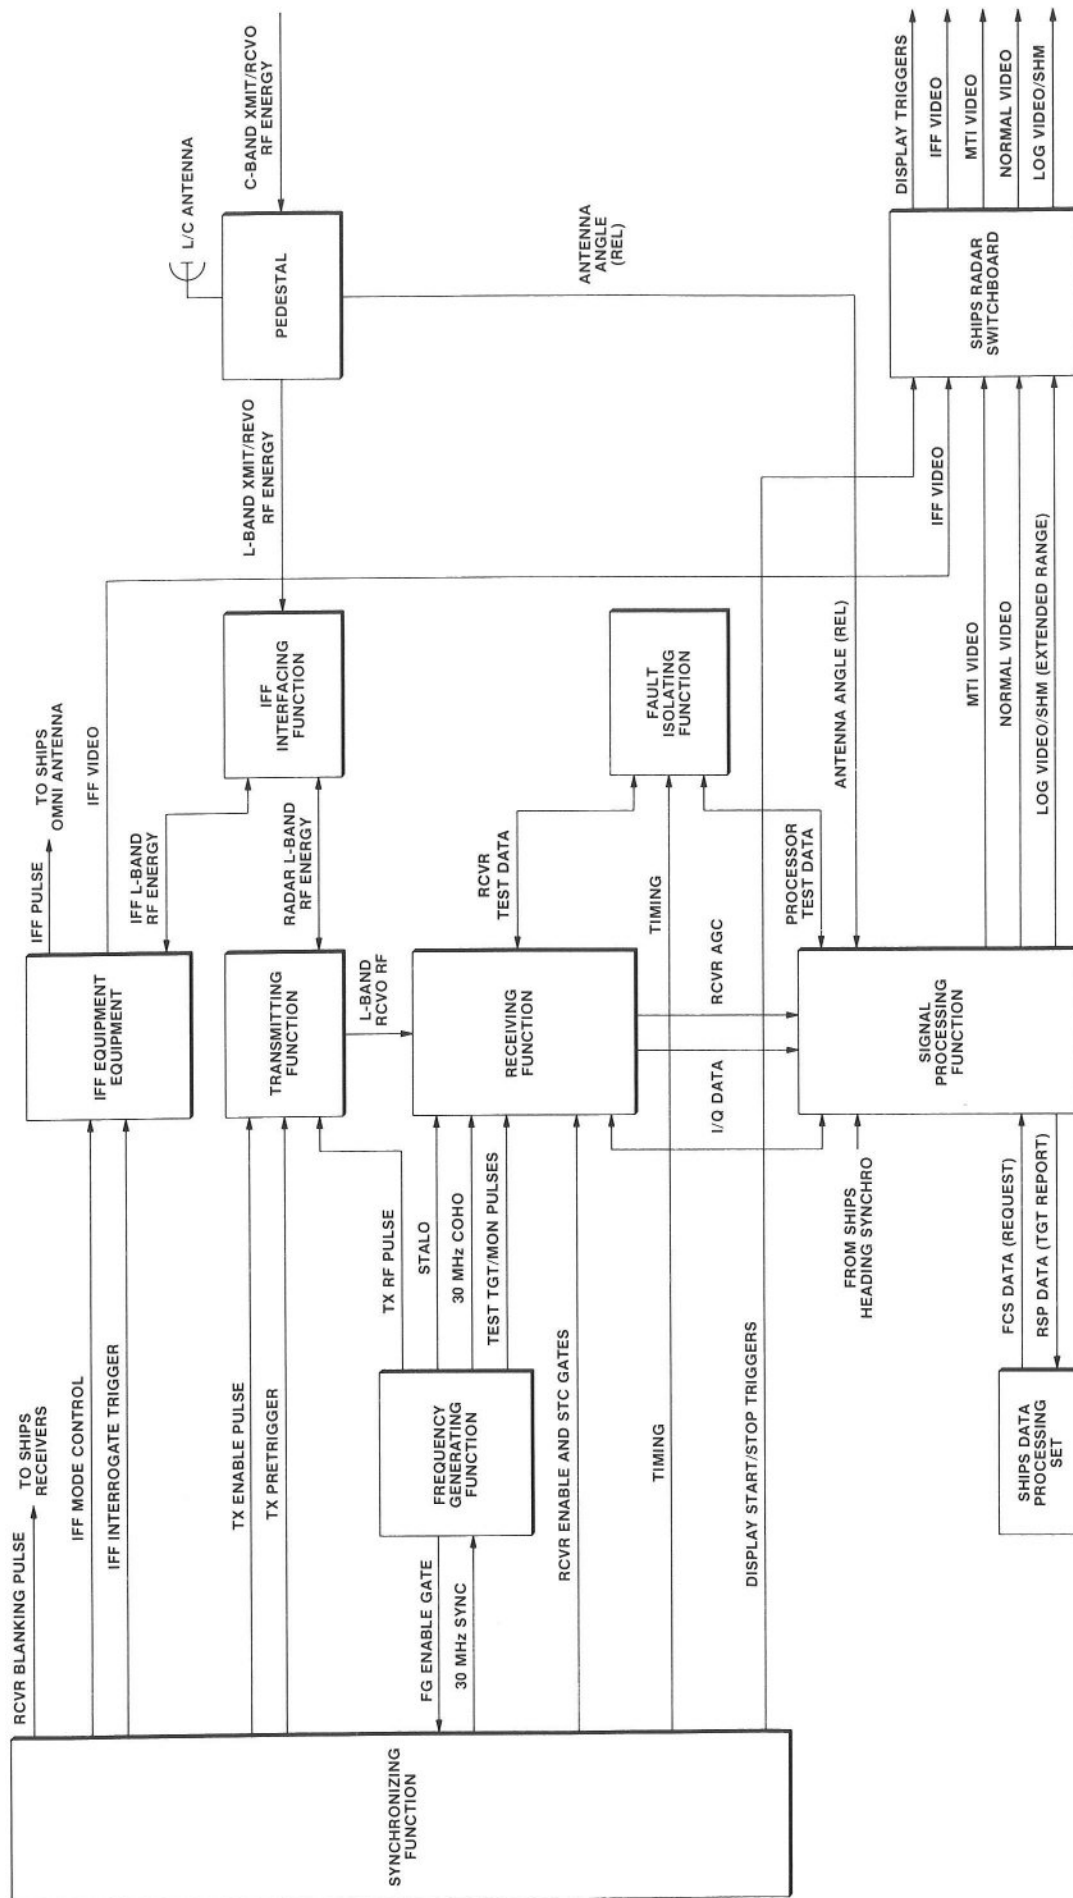 RCVR BLANKING PULSE
TO SHIPS
RECEIVERS
IFF PULSE
TO SHIPS
OMNI ANTENNA
L/C ANTENNA
C-BAND XMIT/RCVO
RF ENERGY
IFF MODE CONTROL
IFF INTERROGATE TRIGGER
IFF EQUIPMENT
EQUIPMENT
IFF VIDEO
IFF L-BAND
RF ENERGY
IFF
INTERFACING
FUNCTION
L-BAND XMIT/REVO
RF ENERGY
PEDESTAL
TX ENABLE PULSE
TX PRETRIGGER
TRANSMITTING
FUNCTION
RADAR L-BAND
RF ENERGY
L-BAND
RCVO RF
ANTENNA
ANGLE
(REL)
SYNCHRONIZING
FUNCTION
FG ENABLE GATE
30 MHz SYNC
FREQUENCY
GENERATING
FUNCTION
TX RF PULSE
STALO
30 MHz COHO
TEST TGT/MON PULSES
RECEIVING
FUNCTION
RCVR
TEST DATA
FAULT
ISOLATING
FUNCTION
RCVR ENABLE AND STC GATES
TIMING
TIMING
DISPLAY START/STOP TRIGGERS
I/Q DATA
RCVR AGC
PROCESSOR
TEST DATA
ANTENNA ANGLE (REL)
IFF VIDEO
FROM SHIPS
HEADING SYNCHRO
SIGNAL
PROCESSING
FUNCTION
MTI VIDEO
NORMAL VIDEO
LOG VIDEO/SHM (EXTENDED RANGE)
SHIPS RADAR
SWITCHBOARD
DISPLAY TRIGGERS
IFF VIDEO
MTI VIDEO
NORMAL VIDEO
LOG VIDEO/SHM
SHIPS DATA
PROCESSING
SET
FCS DATA (REQUEST)
RSP DATA (TGT REPORT)